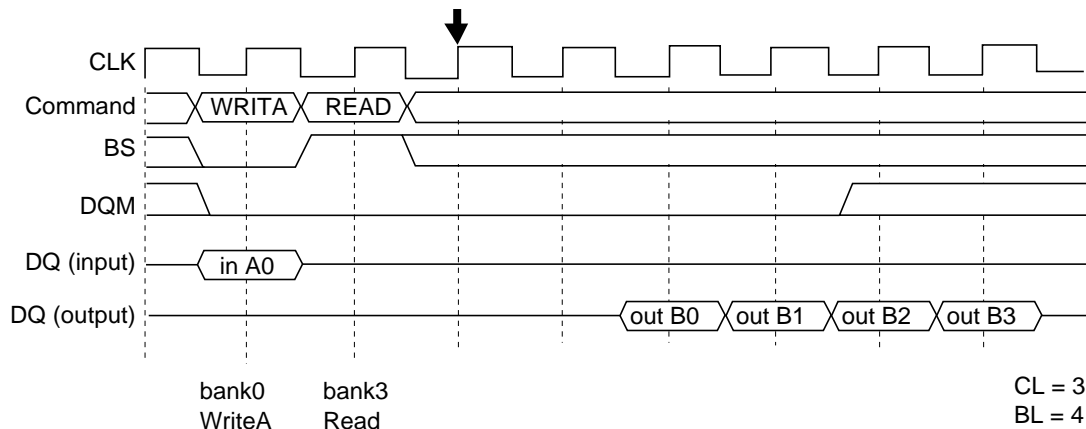 CLK
Command WRITA READ
BS
DQM
DQ (input) in A0
DQ (output) out B0 out B1 out B2 out B3
bank0 bank3 CL = 3
WriteA Read BL = 4